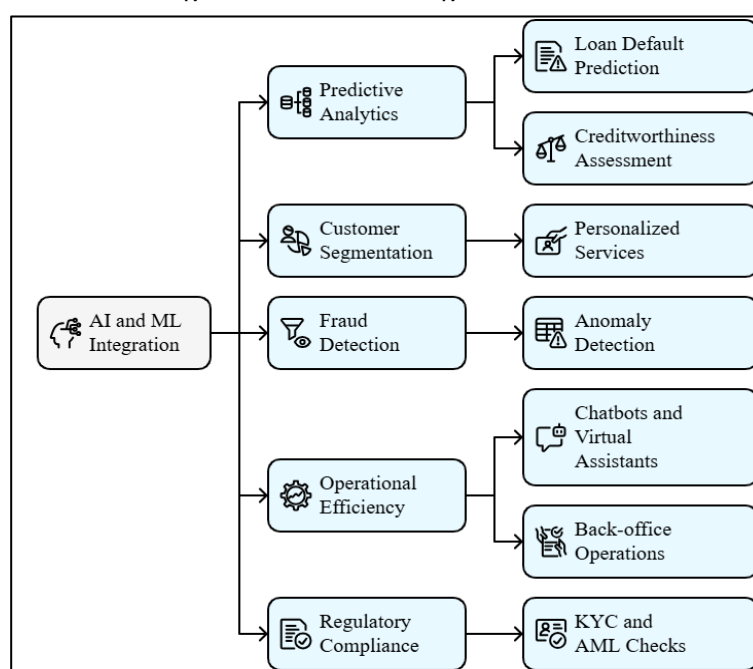 AI and ML
Integration
Predictive
Analytics
Loan Default
Prediction
Creditworthiness
Assessment
Customer
Segmentation
Personalized
Services
Fraud
Detection
Anomaly
Detection
Operational
Efficiency
Chatbots and
Virtual
Assistants
Back-office
Operations
Regulatory
Compliance
KYC and
AML Checks